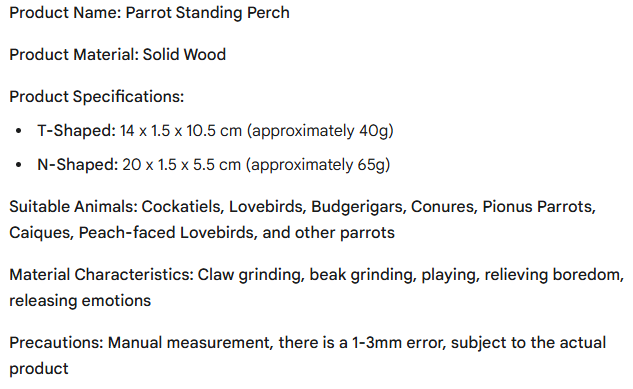 Product Name: Parrot Standing Perch
Product Material: Solid Wood
Product Specifications:
• T-Shaped: 14 x 1.5 x 10.5 cm (approximately 40g)
• N-Shaped: 20 x 1.5 x 5.5 cm (approximately 65g)
Suitable Animals: Cockatiels, Lovebirds, Budgerigars, Conures, Pionus Parrots,
Caiques, Peach-faced Lovebirds, and other parrots
Material Characteristics: Claw grinding, beak grinding, playing, relieving boredom,
releasing emotions
Precautions: Manual measurement, there is a 1-3mm error, subject to the actual
product